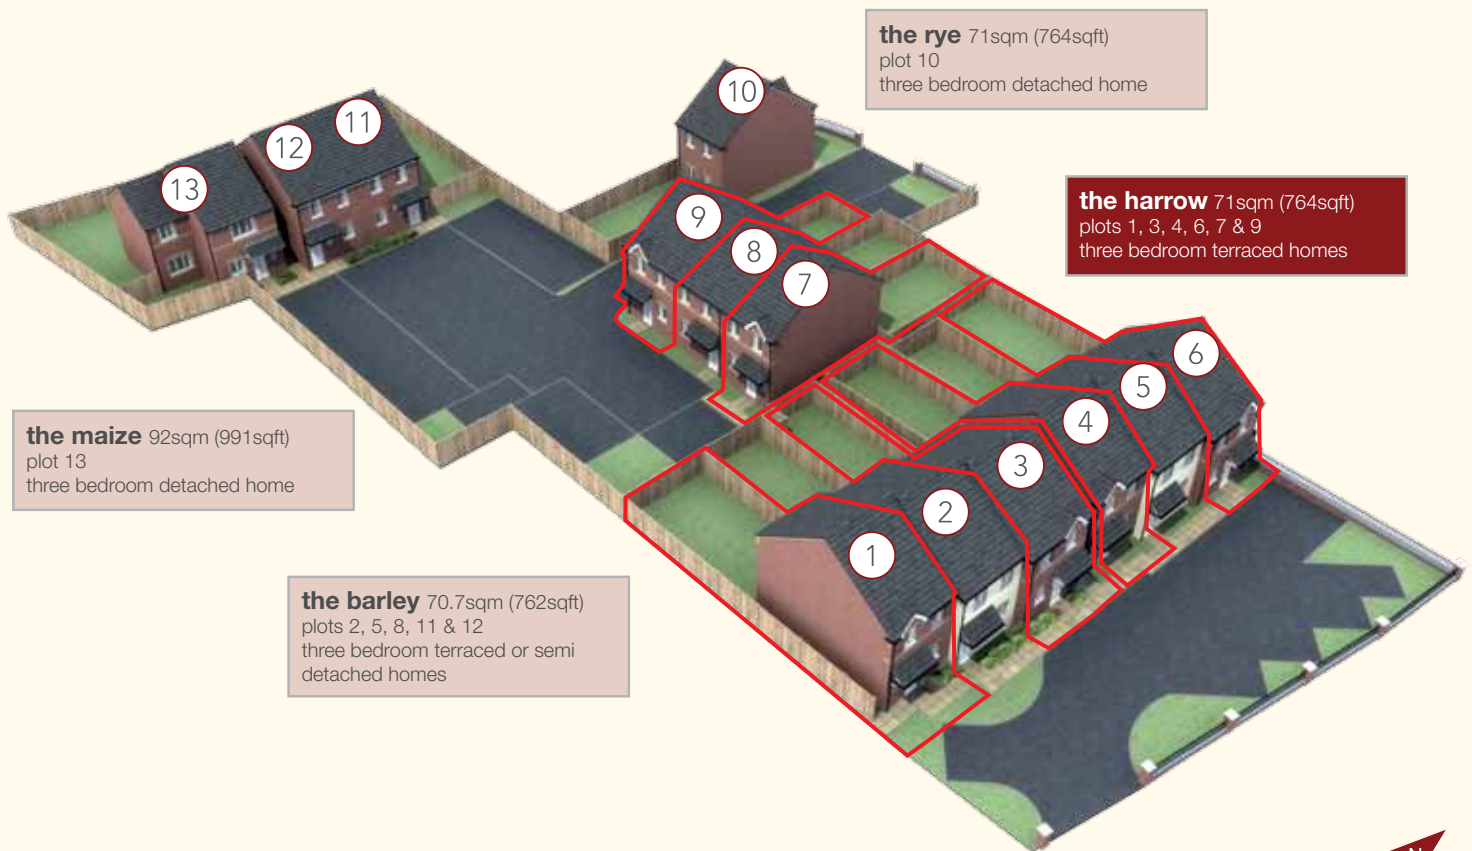 the rye 71sqm (764sqft)
plot 10
three bedroom detached home
10
11
12
13
the harrow 71sqm (764sqft)
plots 1, 3, 4, 6, 7 & 9
three bedroom terraced homes
9
8
7
6
5
4
3
2
1
the maize 92sqm (991sqft)
plot 13
three bedroom detached home
the barley 70.7sqm (762sqft)
plots 2, 5, 8, 11 & 12
three bedroom terraced or semi
detached homes
N